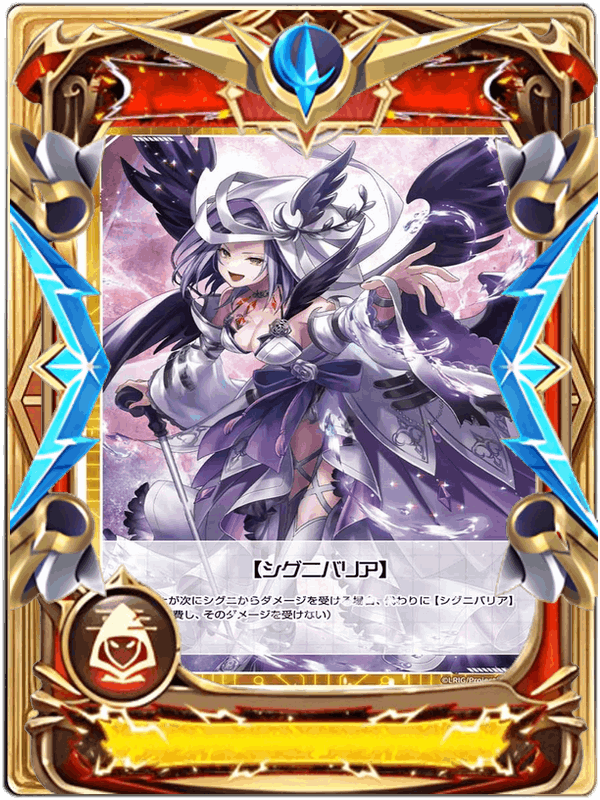 【シグニバリア】
が次にシグニからダメージを受ける場合、代わりに【シグニバリア】
費し、そのダメージを受けない）
©LRIG/Projec